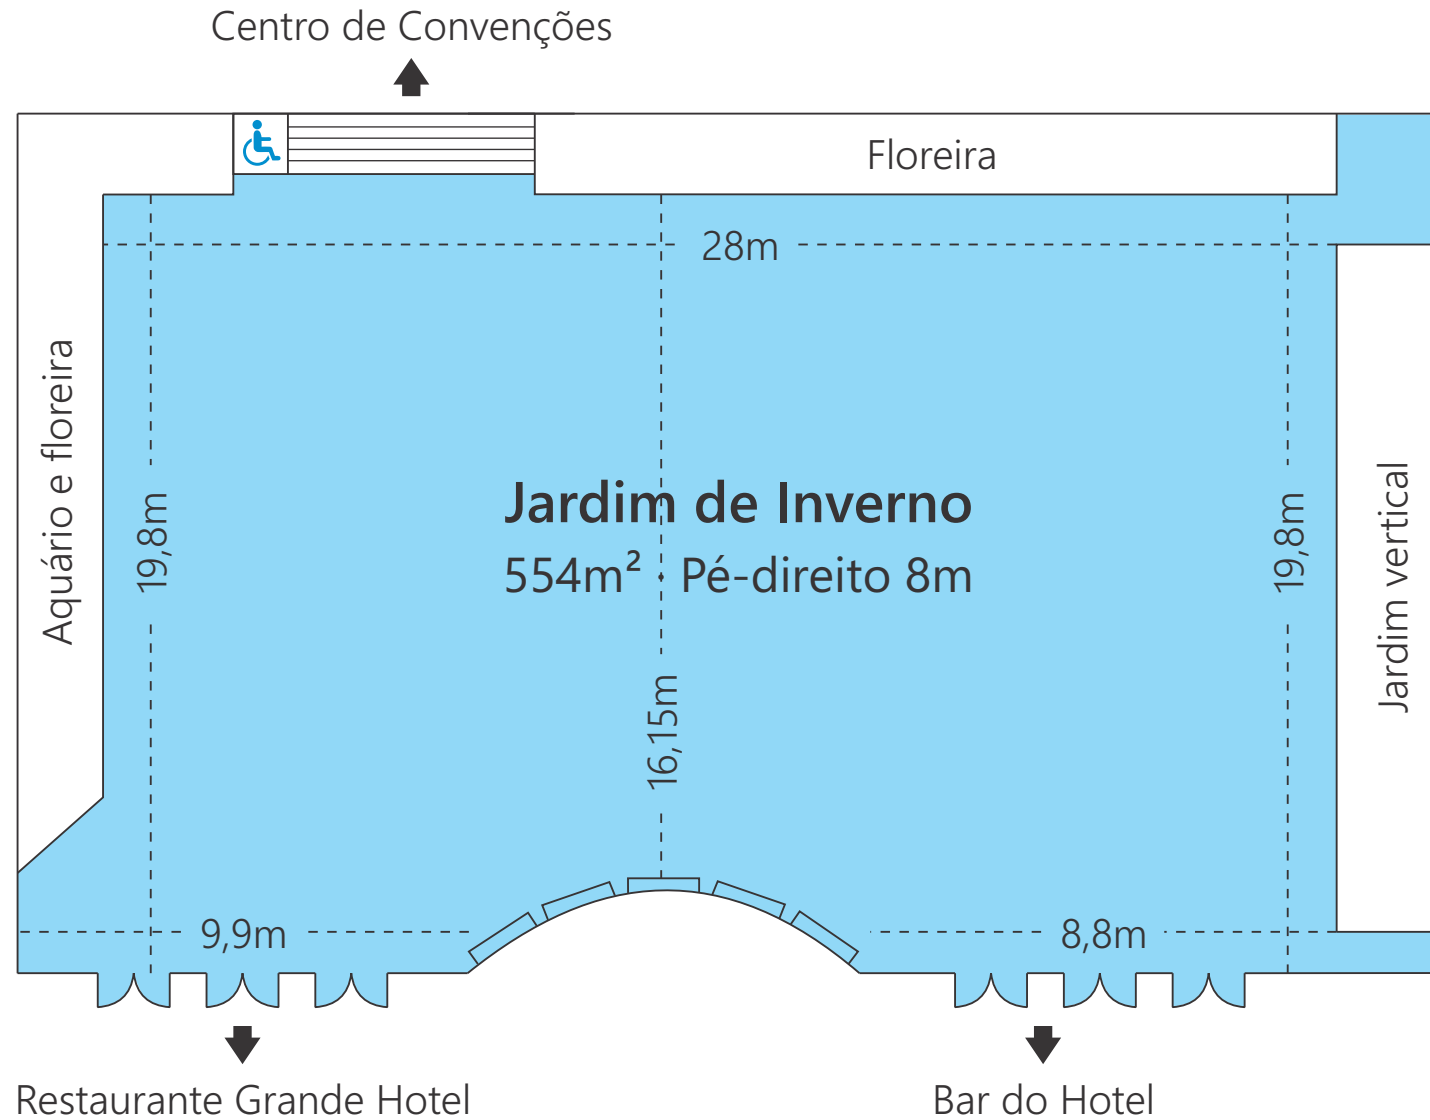 Centro de Convenções
Floreira
28m
Aquário e floreira
19,8m
Jardim de Inverno
554m² · Pé-direito 8m
16,15m
19,8m
Jardim vertical
9,9m
8,8m
Restaurante Grande Hotel
Bar do Hotel